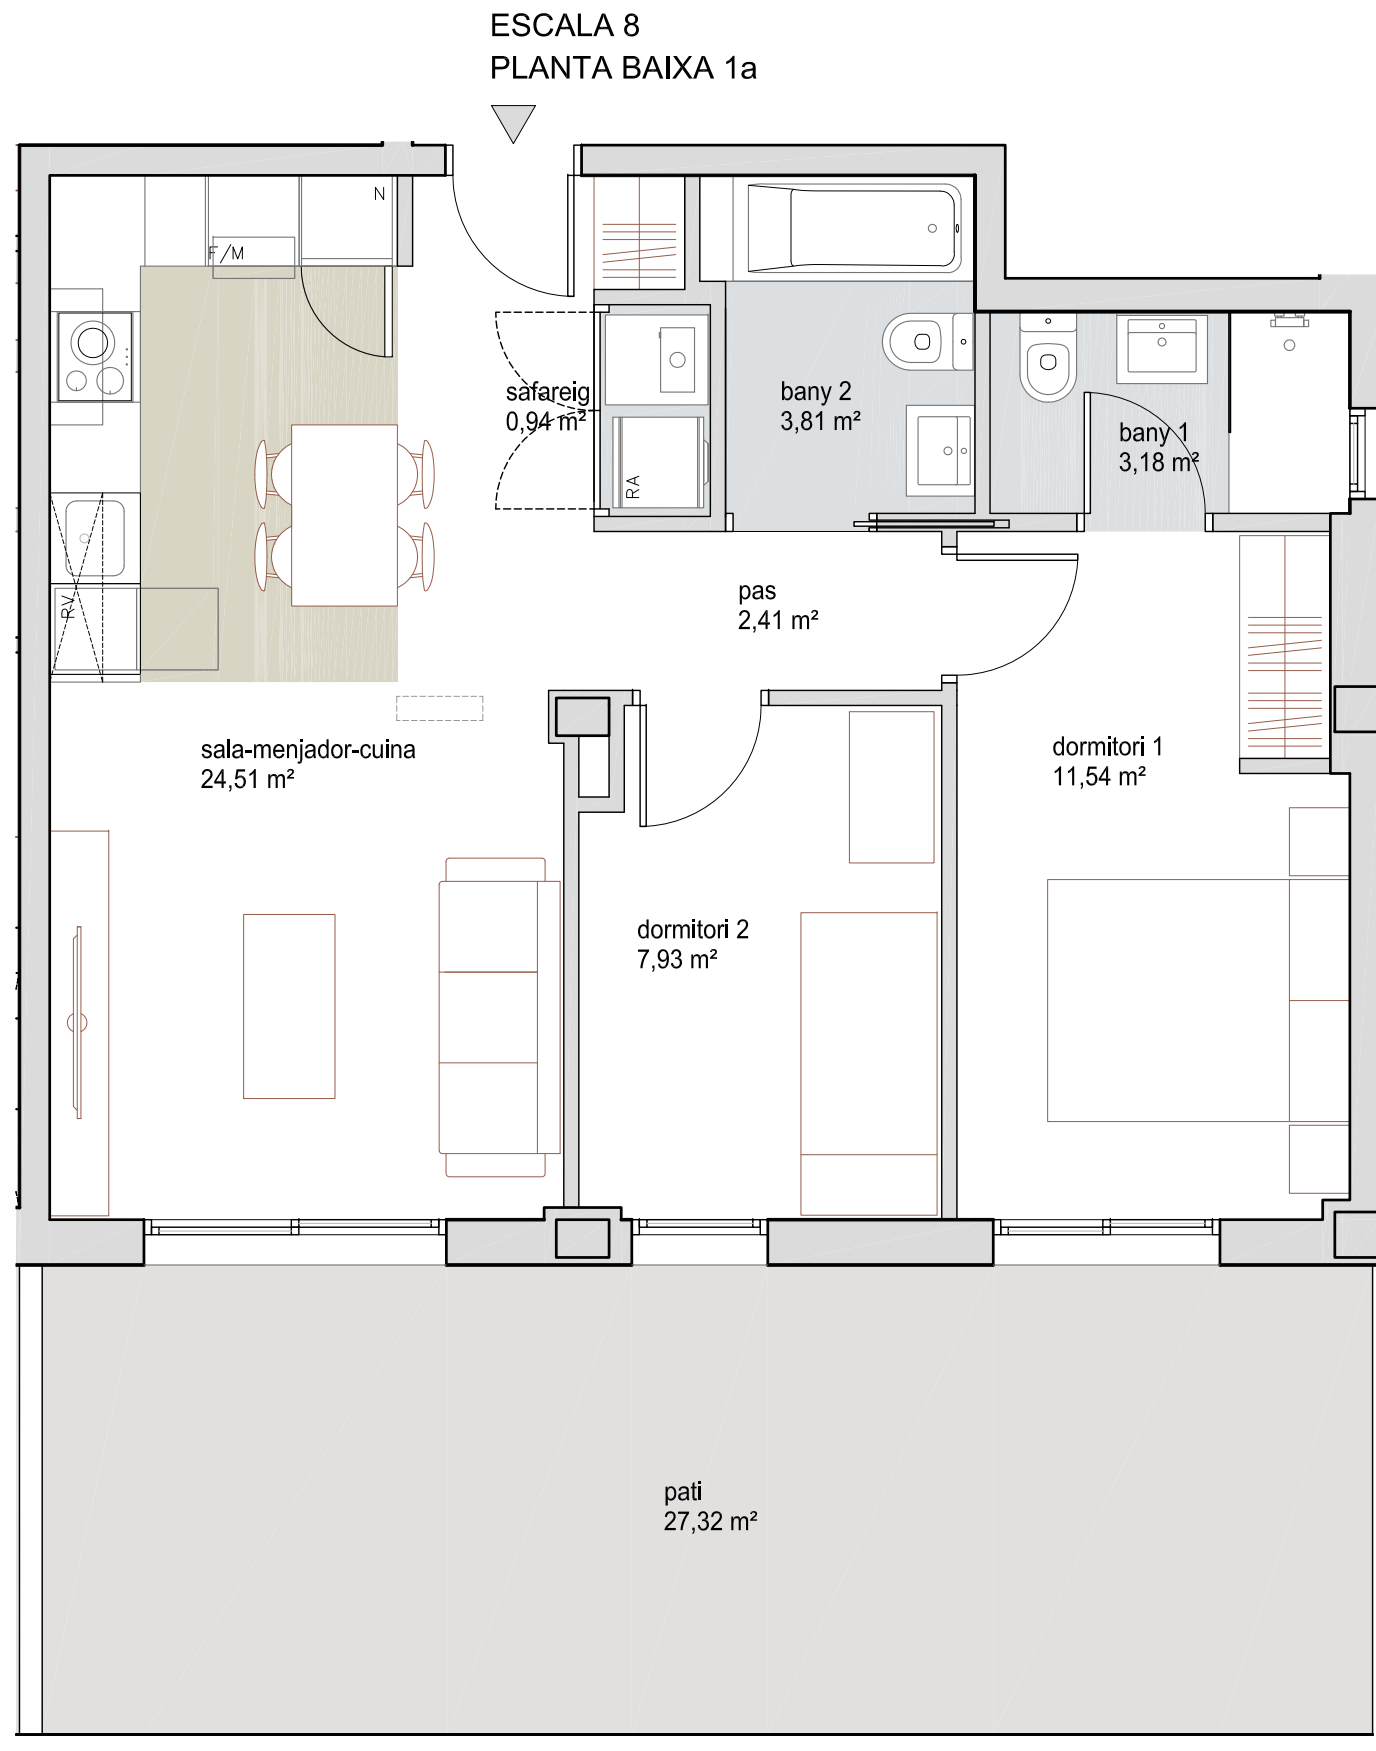 ESCALA 8
PLANTA BAIXA 1a
N
F/M
safareig
0,94 m²
bany 2
3,81 m²
bany 1
3,18 m²
RA
RV
pas
2,41 m²
sala-menjador-cuina
24,51 m²
dormitori 1
11,54 m²
dormitori 2
7,93 m²
pati
27,32 m²